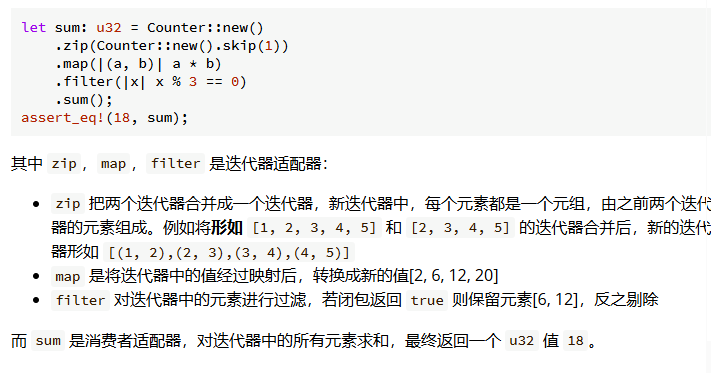 let sum: u32 = Counter::new()
    .zip(Counter::new().skip(1))
    .map(|(a, b)| a * b)
    .filter(|x| x % 3 == 0)
    .sum();
assert_eq!(18, sum);
其中 zip，map，filter 是迭代器适配器：
• zip 把两个迭代器合并成一个迭代器，新迭代器中，每个元素都是一个元组，由之前两个迭代
器的元素组成。例如将形如 [1, 2, 3, 4, 5] 和 [2, 3, 4, 5] 的迭代器合并后，新的迭代
器形如 [(1, 2),(2, 3),(3, 4),(4, 5)]
• map 是将迭代器中的值经过映射后，转换成新的值[2, 6, 12, 20]
• filter 对迭代器中的元素进行过滤，若闭包返回 true 则保留元素[6, 12]，反之剔除
而 sum 是消费者适配器，对迭代器中的所有元素求和，最终返回一个 u32 值 18 。